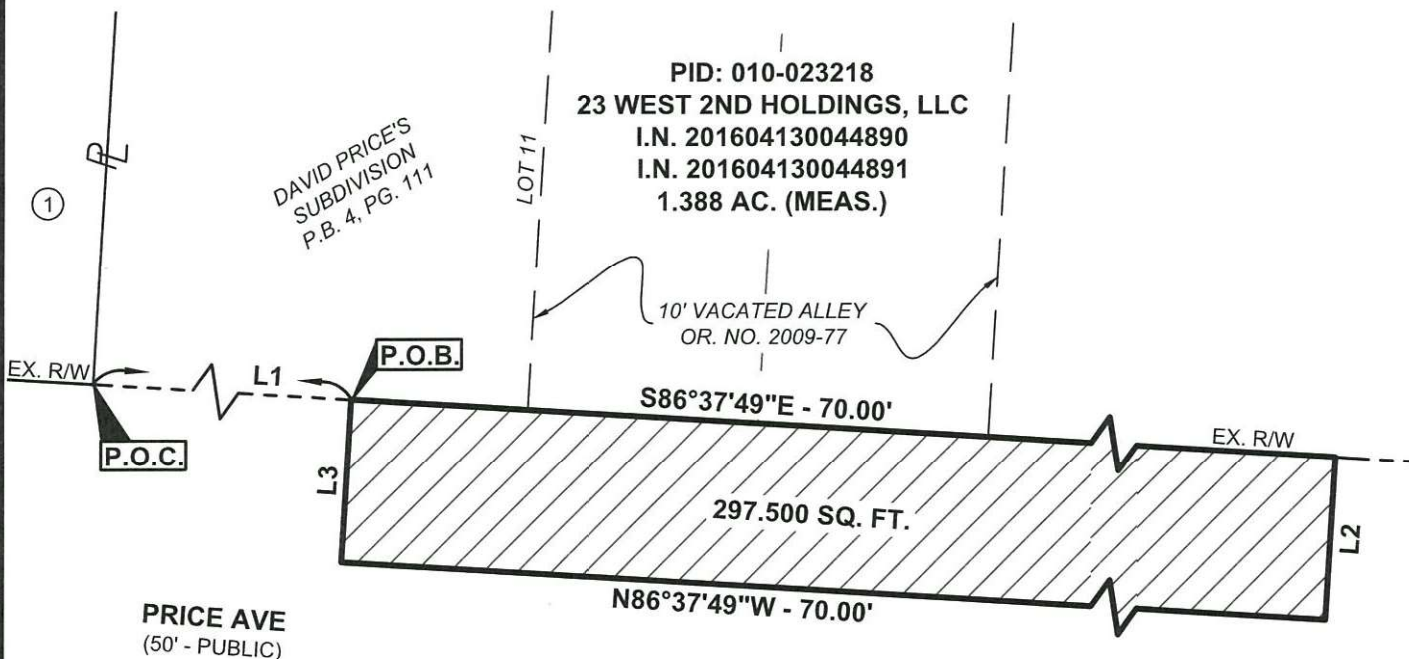 PID: 010-023218
23 WEST 2ND HOLDINGS, LLC
I.N. 201604130044890
I.N. 201604130044891
1.388 AC. (MEAS.)
PL
1
DAVID PRICE'S
SUBDIVISION
P.B. 4, PG. 111
LOT 11
10' VACATED ALLEY
OR. NO. 2009-77
EX. R/W
L1
P.O.B.
P.O.C.
S86°37'49"E - 70.00'
EX. R/W
L3
297.500 SQ. FT.
L2
N86°37'49"W - 70.00'
PRICE AVE
(50' - PUBLIC)